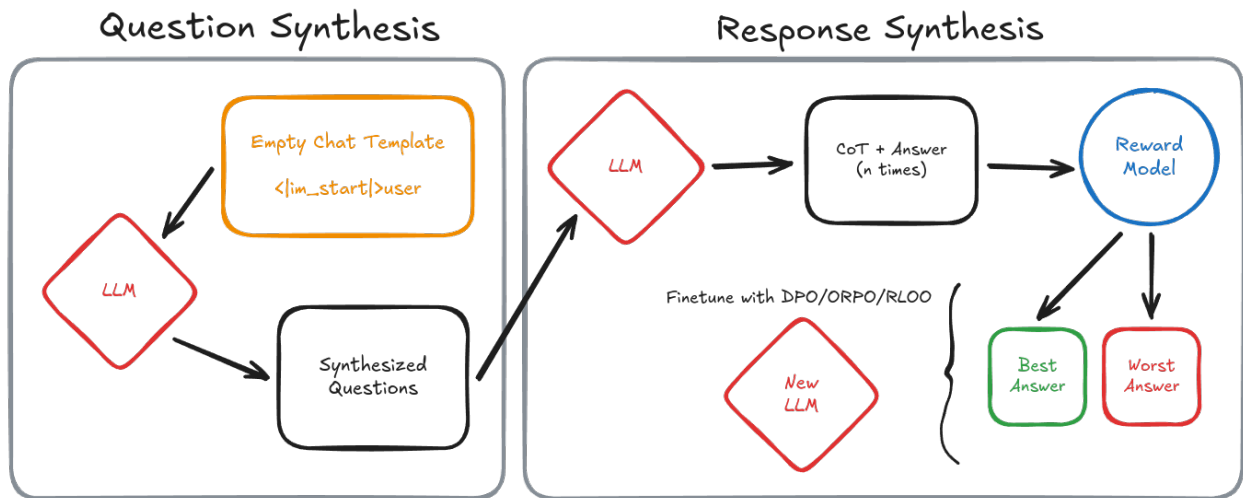 Question Synthesis
Empty Chat Template
<|im_start|>user
LLM
Synthesized
Questions
Response Synthesis
LLM
CoT + Answer
(n times)
Reward
Model
Finetune with DPO/ORPO/RLOO
New
LLM
Best
Answer
Worst
Answer